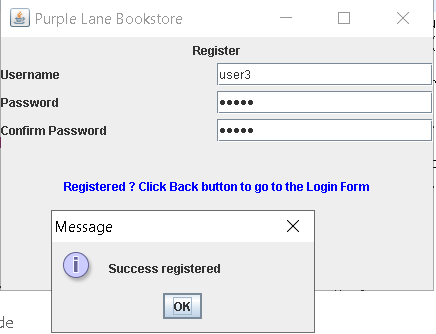 Purple Lane Bookstore
Register
Username user3
Password •••••
Confirm Password •••••
Registered ? Click Back button to go to the Login Form
Message
Success registered
OK
de